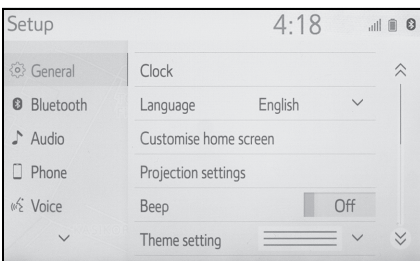 Setup 4:18
General
Bluetooth
Audio
Phone
Voice
Clock
Language English
Customise home screen
Projection settings
Beep Off
Theme setting